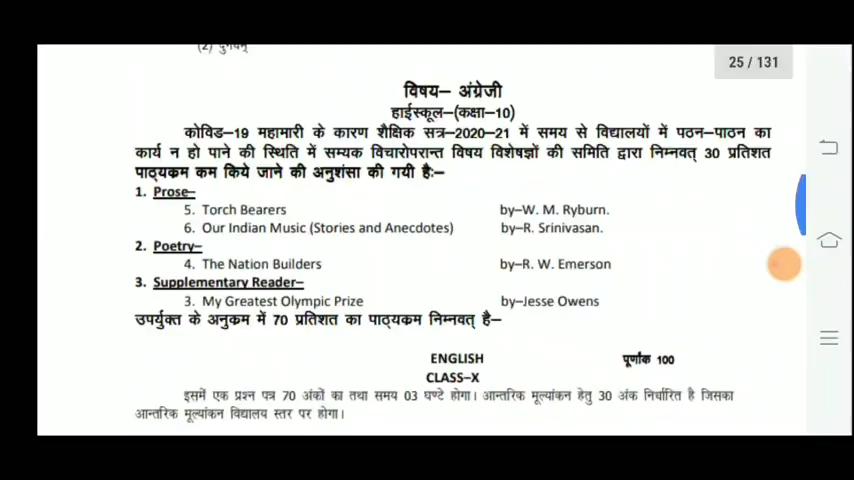 (2) दुर्गेयम्
25 / 131
विषय– अंग्रेजी
हाईस्कूल–(कक्षा–10)
कोविड–19 महामारी के कारण शैक्षिक सत्र–2020–21 में समय से विद्यालयों में पठन–पाठन का
कार्य न हो पाने की स्थिति में सम्यक विचारोपरान्त विषय विशेषज्ञों की समिति द्वारा निम्नवत् 30 प्रतिशत
पाठ्यक्रम कम किये जाने की अनुशंसा की गयी है:–
1. Prose–
5. Torch Bearers by–W. M. Ryburn.
6. Our Indian Music (Stories and Anecdotes) by–R. Srinivasan.
2. Poetry–
4. The Nation Builders by–R. W. Emerson
3. Supplementary Reader–
3. My Greatest Olympic Prize by–Jesse Owens
उपर्युक्त के अनुक्रम में 70 प्रतिशत का पाठ्यक्रम निम्नवत् है–
ENGLISH पूर्णांक 100
CLASS–X
इसमें एक प्रश्न पत्र 70 अंकों का तथा समय 03 घण्टे होगा। आन्तरिक मूल्यांकन हेतु 30 अंक निर्धारित है जिसका
आन्तरिक मूल्यांकन विद्यालय स्तर पर होगा।